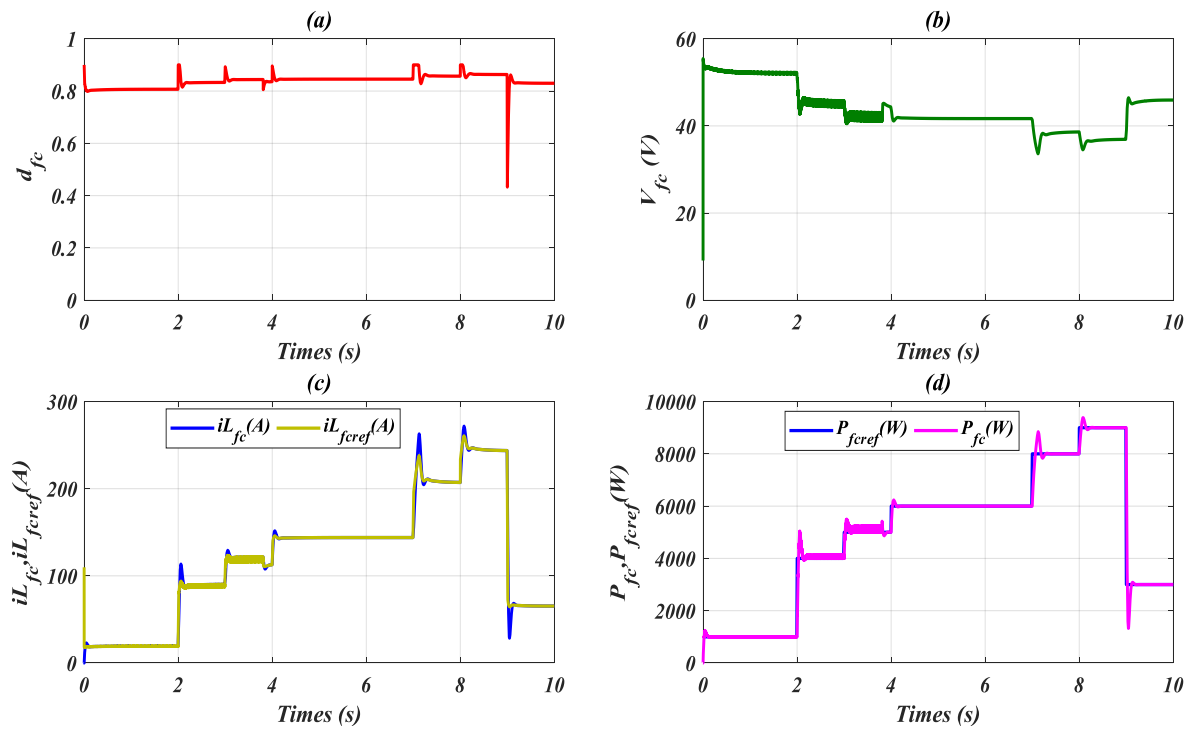 (a)
1
0.8
0.6
0.4
0.2
0
d_fc
0 2 4 6 8 10
Times (s)
(b)
60
40
20
0
V_fc (V)
0 2 4 6 8 10
Times (s)
(c)
300
200
100
0
iL_fc,iL_fcref(A)
iL_fc(A) iL_fcref(A)
0 2 4 6 8 10
Times (s)
(d)
10000
8000
6000
4000
2000
0
P_fc,P_fcref(W)
P_fcref(W) P_fc(W)
0 2 4 6 8 10
Times (s)